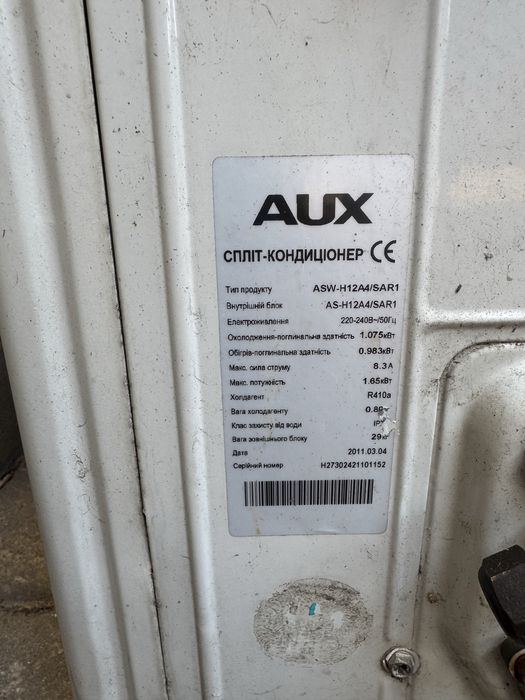 AUX
СПЛІТ-КОНДИЦІОНЕР CE
Тип продукту ASW-H12A4/SAR1
Внутрішній блок AS-H12A4/SAR1
Електроживлення 220-240В~/50Гц
Охолодження-поглинальна здатність 1.075кВт
Обігрів-поглинальна здатність 0.983кВт
Макс. сила струму 8.3А
Макс. потужність 1.65кВт
Холдагент R410a
Вага холодагенту
Клас захисту від води
Вага зовнішнього блоку
Дата 2011.03.04
Серійний номер H27302421101152